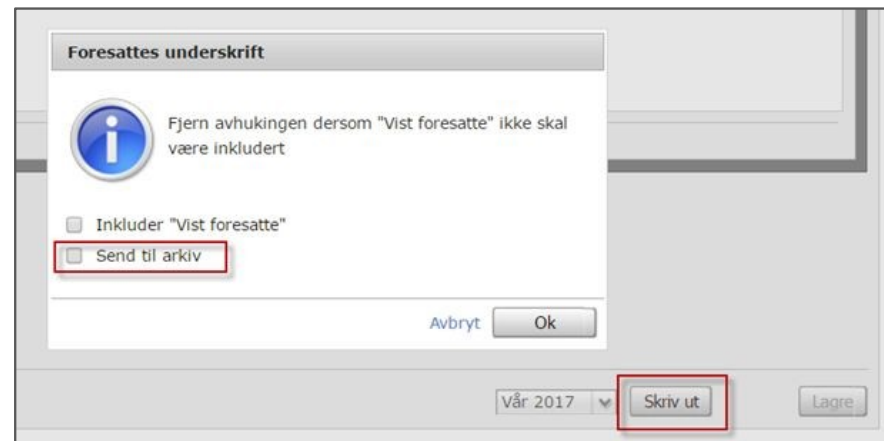 Foresattes underskrift
Fjern avhukingen dersom "Vist foresatte" ikke skal
være inkludert
Inkluder "Vist foresatte"
Send til arkiv
Avbryt Ok
Vår 2017 Skriv ut Lagre